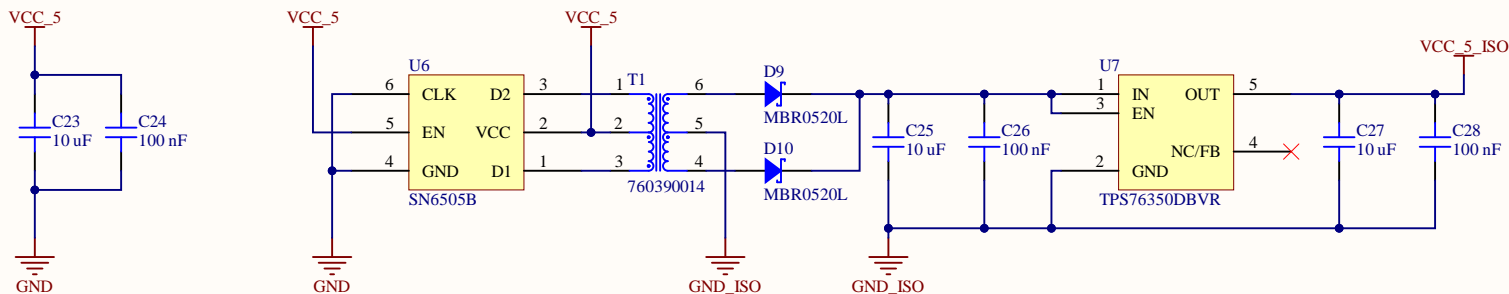 VCC_5
C23
10 uF
C24
100 nF
GND
VCC_5
U6
6 CLK D2 3
5 EN VCC 2
4 GND D1 1
SN6505B
GND
VCC_5
T1
1 6
2 5
3 4
760390014
GND_ISO
D9
MBR0520L
D10
MBR0520L
C25
10 uF
C26
100 nF
GND_ISO
U7
1 IN OUT 5
3 EN
NC/FB 4
2 GND
TPS76350DBVR
VCC_5_ISO
C27
10 uF
C28
100 nF